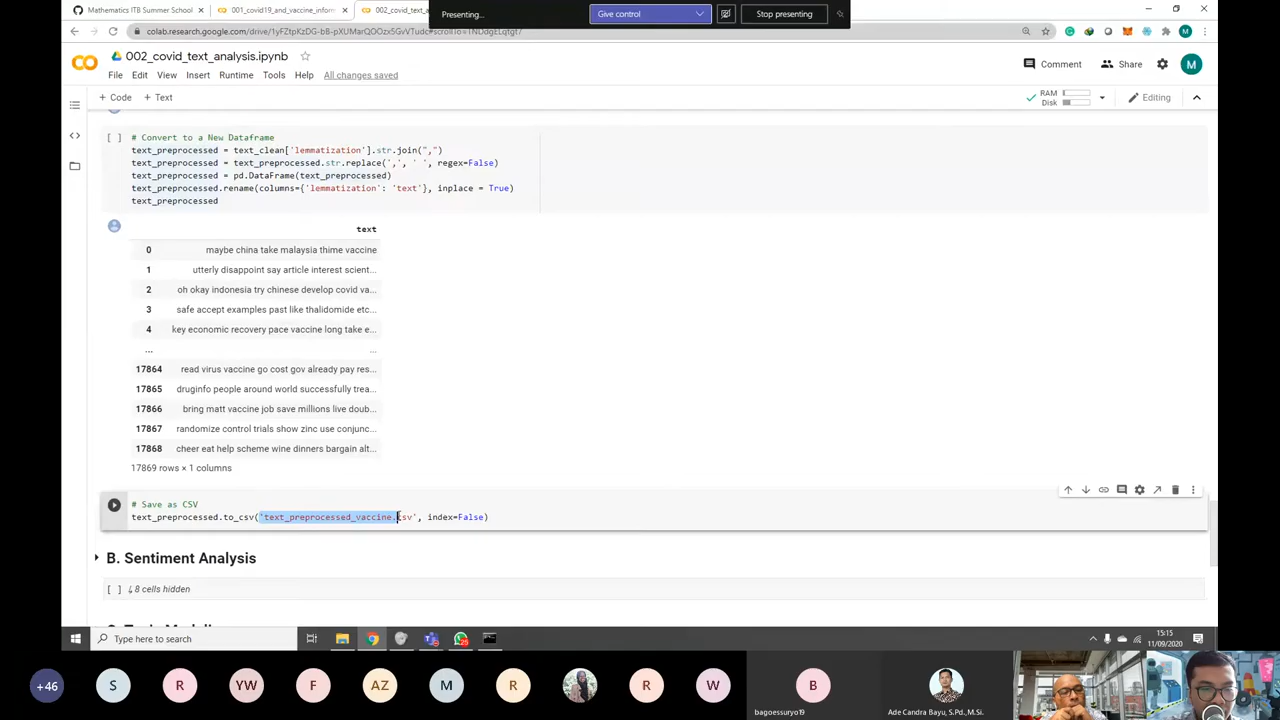 Mathematics ITB Summer School
001_covid19_and_vaccine_inform
002_covid_text_an
Presenting...
Give control
Stop presenting
002_covid_text_analysis.ipynb
Comment
Share
M
File Edit View Insert Runtime Tools Help All changes saved
+ Code + Text
RAM
Disk
Editing
[ ] # Convert to a New Dataframe
text_preprocessed = text_clean['lemmatization'].str.join(",")
text_preprocessed = text_preprocessed.str.replace(',', ' ', regex=False)
text_preprocessed = pd.DataFrame(text_preprocessed)
text_preprocessed.rename(columns={'lemmatization': 'text'}, inplace = True)
text_preprocessed
text
0 maybe china take malaysia thime vaccine
1 utterly disappoint say article interest scient...
2 oh okay indonesia try chinese develop covid va...
3 safe accept examples past like thalidomide etc...
4 key economic recovery pace vaccine long take e...
... ...
17864 read virus vaccine go cost gov already pay res...
17865 druginfo people around world successfully trea...
17866 bring matt vaccine job save millions live doub...
17867 randomize control trials show zinc use conjunc...
17868 cheer eat help scheme wine dinners bargain alt...
17869 rows × 1 columns
# Save as CSV
text_preprocessed.to_csv('text_preprocessed_vaccine.csv', index=False)
B. Sentiment Analysis
[ ] ↳ 8 cells hidden
Type here to search
15:15
11/09/2020
+46 S R YW F AZ M R R W B
bagoessuryo19
Ade Candra Bayu, S.Pd.,M.Si.